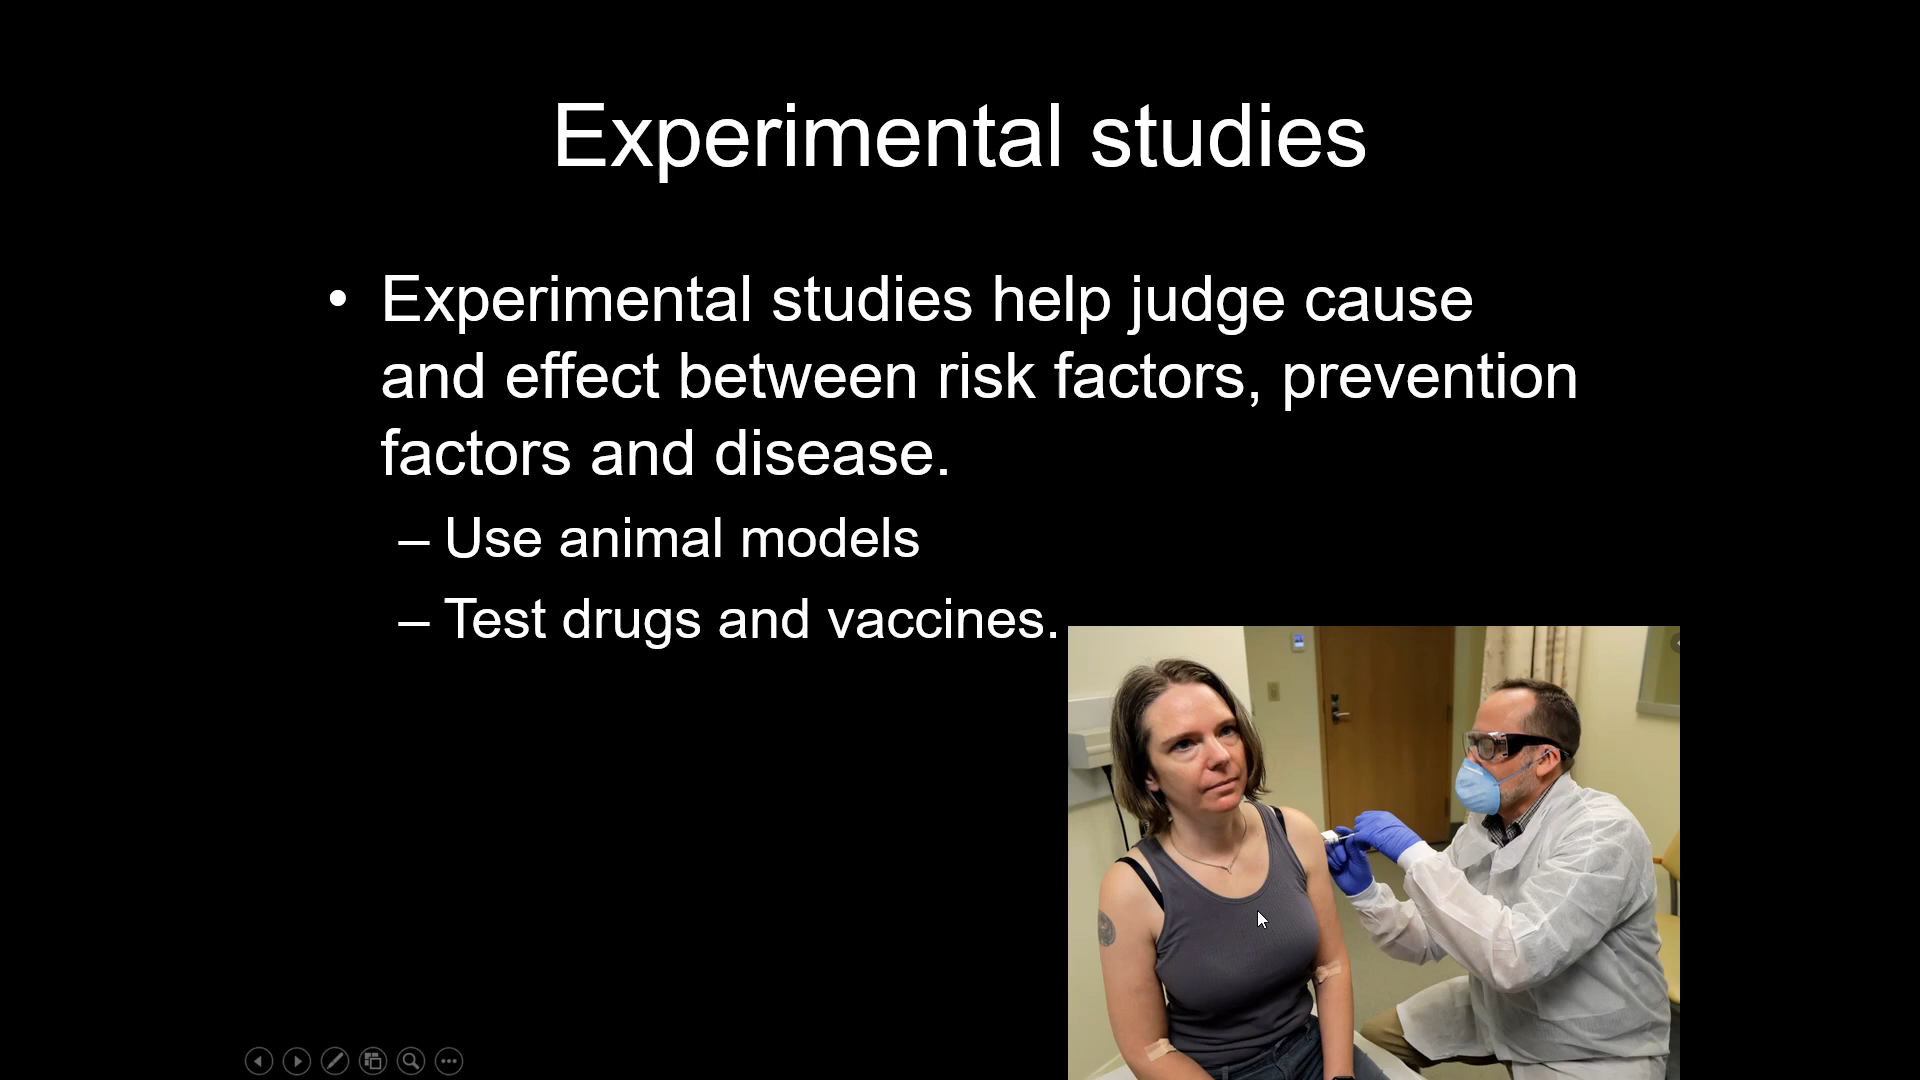 Experimental studies
• Experimental studies help judge cause
and effect between risk factors, prevention
factors and disease.
– Use animal models
– Test drugs and vaccines.